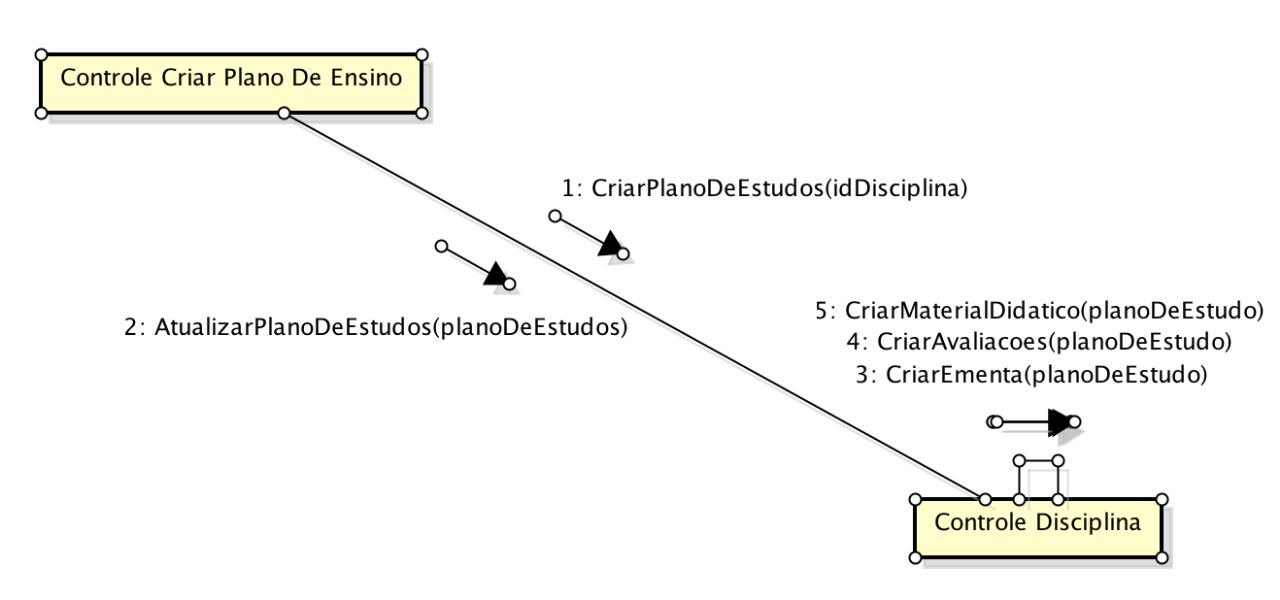 Controle Criar Plano De Ensino
1: CriarPlanoDeEstudos(idDisciplina)
2: AtualizarPlanoDeEstudos(planoDeEstudos)
5: CriarMaterialDidatico(planoDeEstudo)
4: CriarAvaliacoes(planoDeEstudo)
3: CriarEmenta(planoDeEstudo)
Controle Disciplina